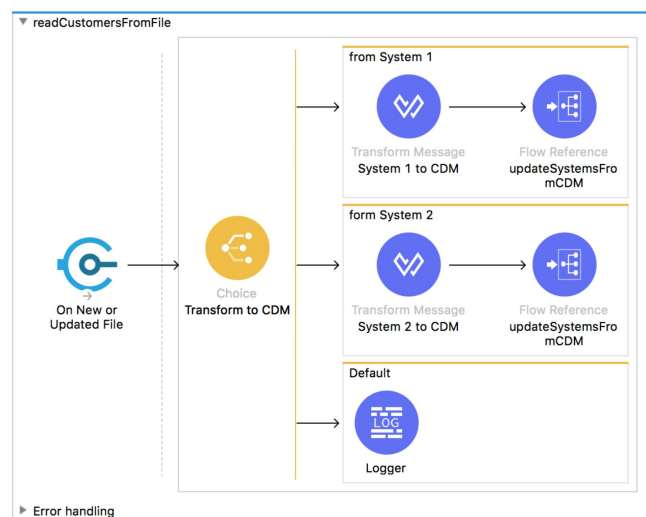 readCustomersFromFile
On New or
Updated File
Choice
Transform to CDM
from System 1
Transform Message
System 1 to CDM
Flow Reference
updateSystemsFro
mCDM
form System 2
Transform Message
System 2 to CDM
Flow Reference
updateSystemsFro
mCDM
Default
LOG
Logger
Error handling